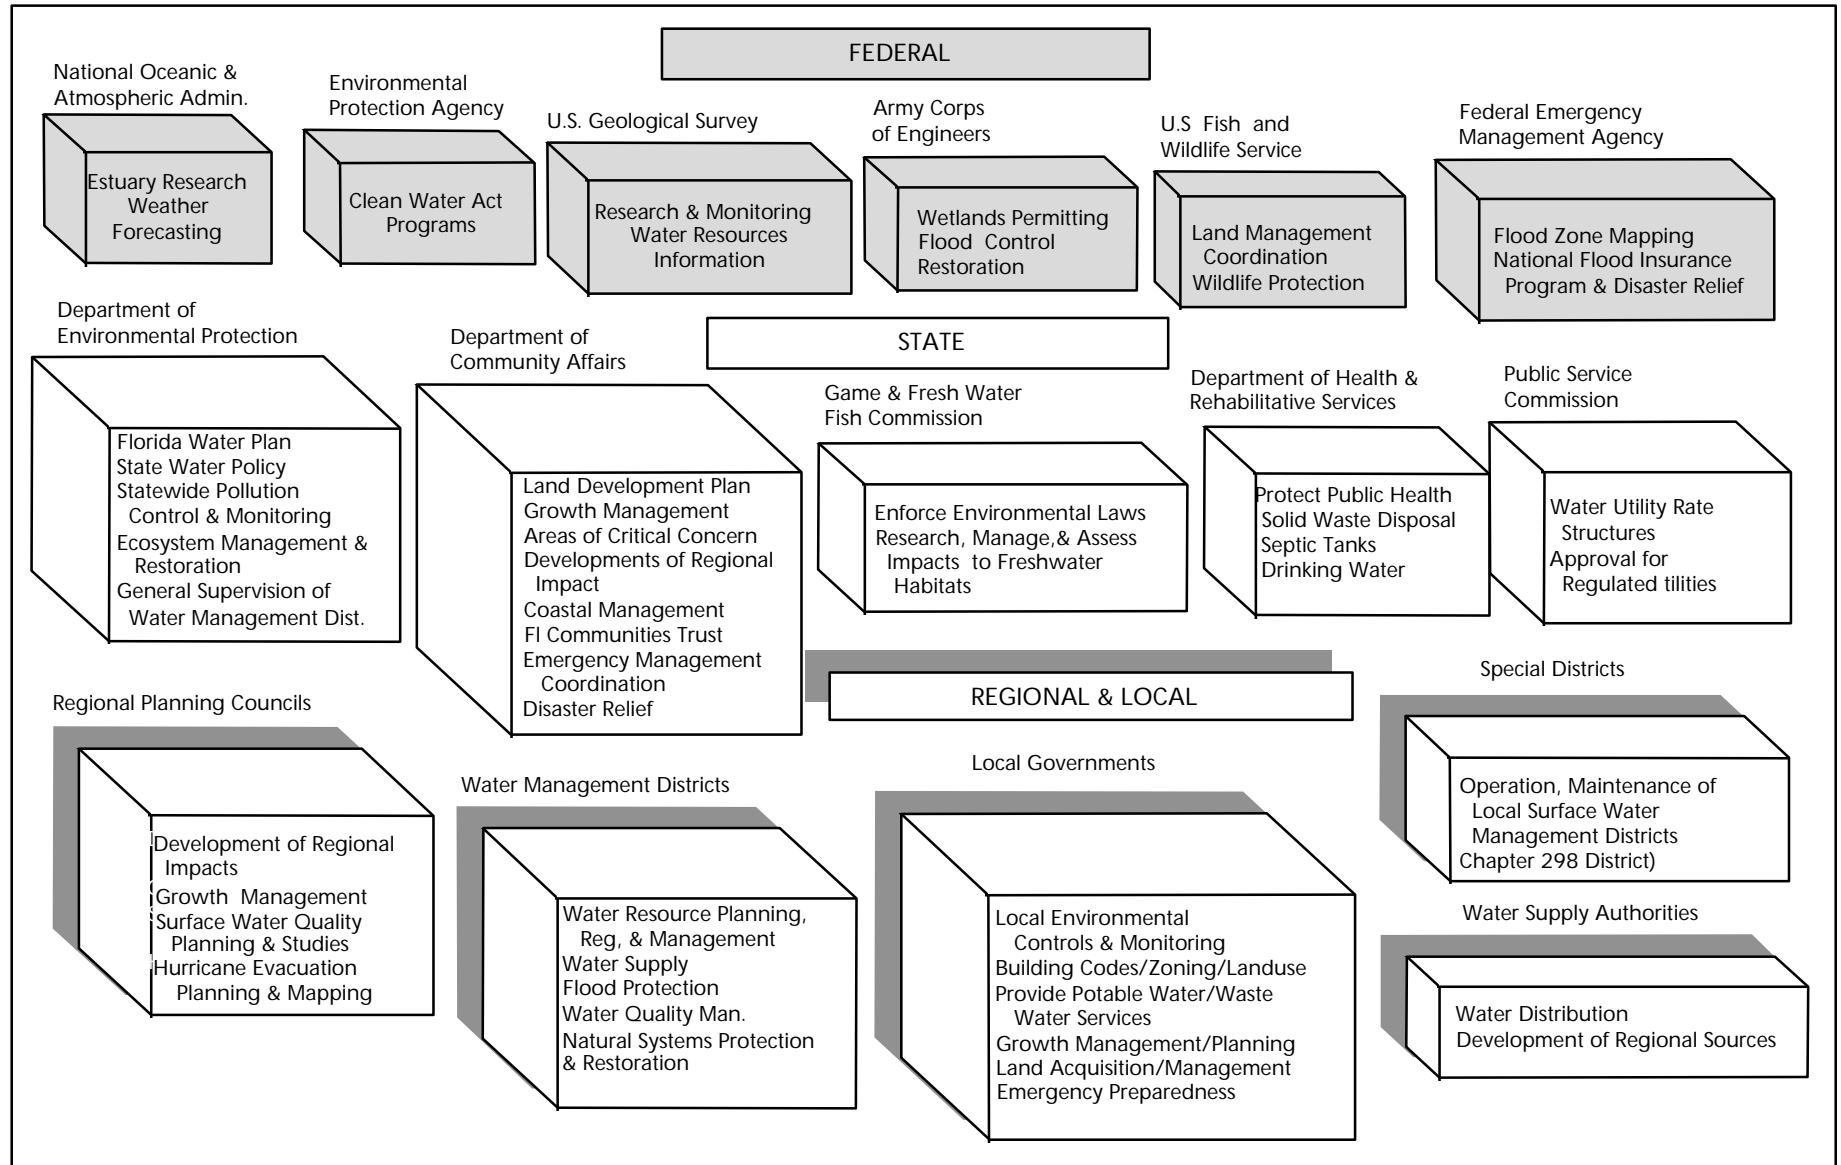 FEDERAL
National Oceanic &
Atmospheric Admin.
Estuary Research
Weather
Forecasting
Environmental
Protection Agency
Clean Water Act
Programs
U.S. Geological Survey
Research & Monitoring
Water Resources
Information
Army Corps
of Engineers
Wetlands Permitting
Flood Control
Restoration
U.S Fish and
Wildlife Service
Land Management
Coordination
Wildlife Protection
Federal Emergency
Management Agency
Flood Zone Mapping
National Flood Insurance
Program & Disaster Relief
STATE
Department of
Environmental Protection
Florida Water Plan
State Water Policy
Statewide Pollution
Control & Monitoring
Ecosystem Management &
Restoration
General Supervision of
Water Management Dist.
Department of
Community Affairs
Land Development Plan
Growth Management
Areas of Critical Concern
Developments of Regional
Impact
Coastal Management
Fl Communities Trust
Emergency Management
Coordination
Disaster Relief
Game & Fresh Water
Fish Commission
Enforce Environmental Laws
Research, Manage,& Assess
Impacts to Freshwater
Habitats
Department of Health &
Rehabilitative Services
Protect Public Health
Solid Waste Disposal
Septic Tanks
Drinking Water
Public Service
Commission
Water Utility Rate
Structures
Approval for
Regulated tilities
REGIONAL & LOCAL
Regional Planning Councils
Development of Regional
Impacts
Growth Management
Surface Water Quality
Planning & Studies
Hurricane Evacuation
Planning & Mapping
Water Management Districts
Water Resource Planning,
Reg, & Management
Water Supply
Flood Protection
Water Quality Man.
Natural Systems Protection
& Restoration
Local Governments
Local Environmental
Controls & Monitoring
Building Codes/Zoning/Landuse
Provide Potable Water/Waste
Water Services
Growth Management/Planning
Land Acquisition/Management
Emergency Preparedness
Special Districts
Operation, Maintenance of
Local Surface Water
Management Districts
Chapter 298 District)
Water Supply Authorities
Water Distribution
Development of Regional Sources